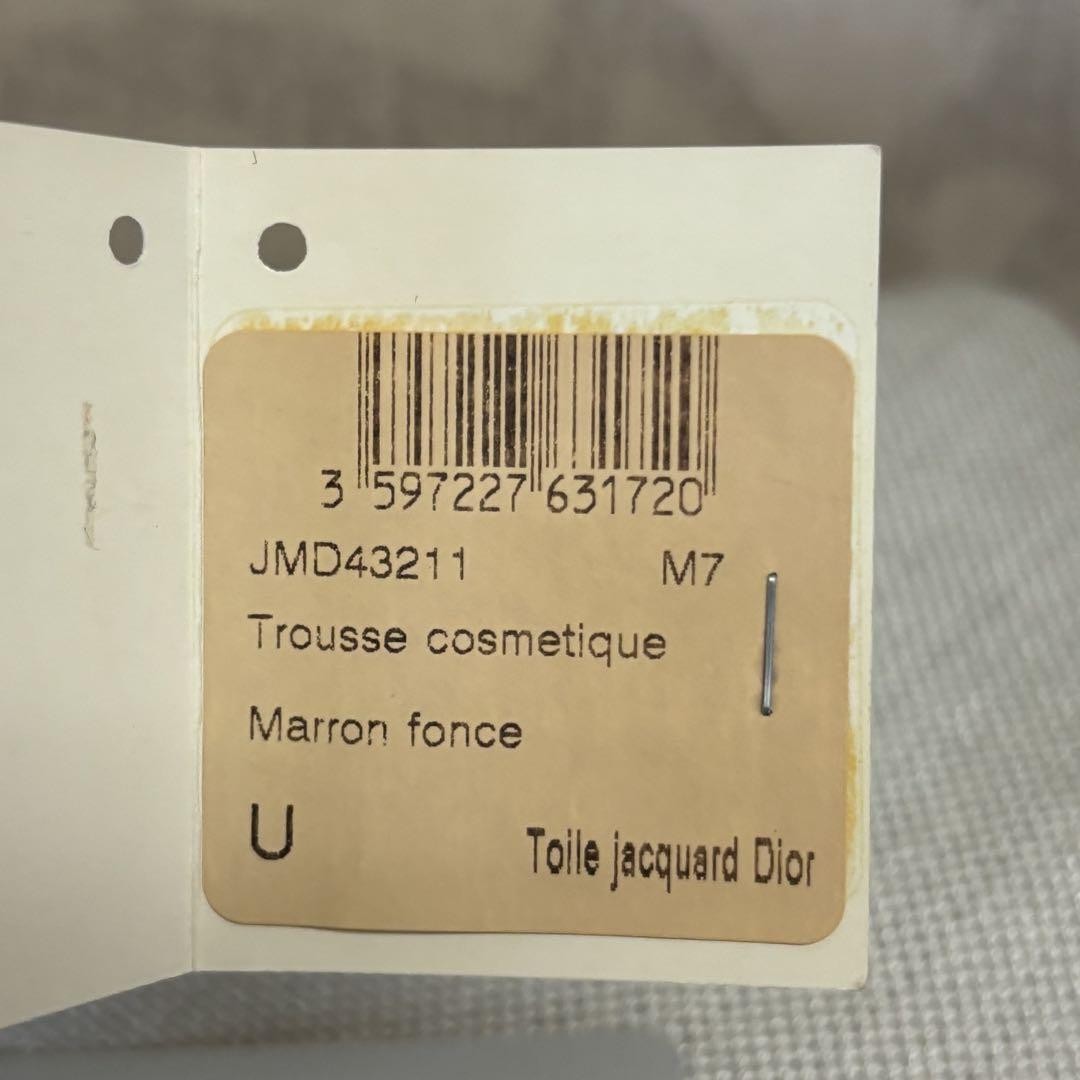 3 597227 631720
JMD43211 M7
Trousse cosmetique
Marron fonce
U Toile jacquard Dior